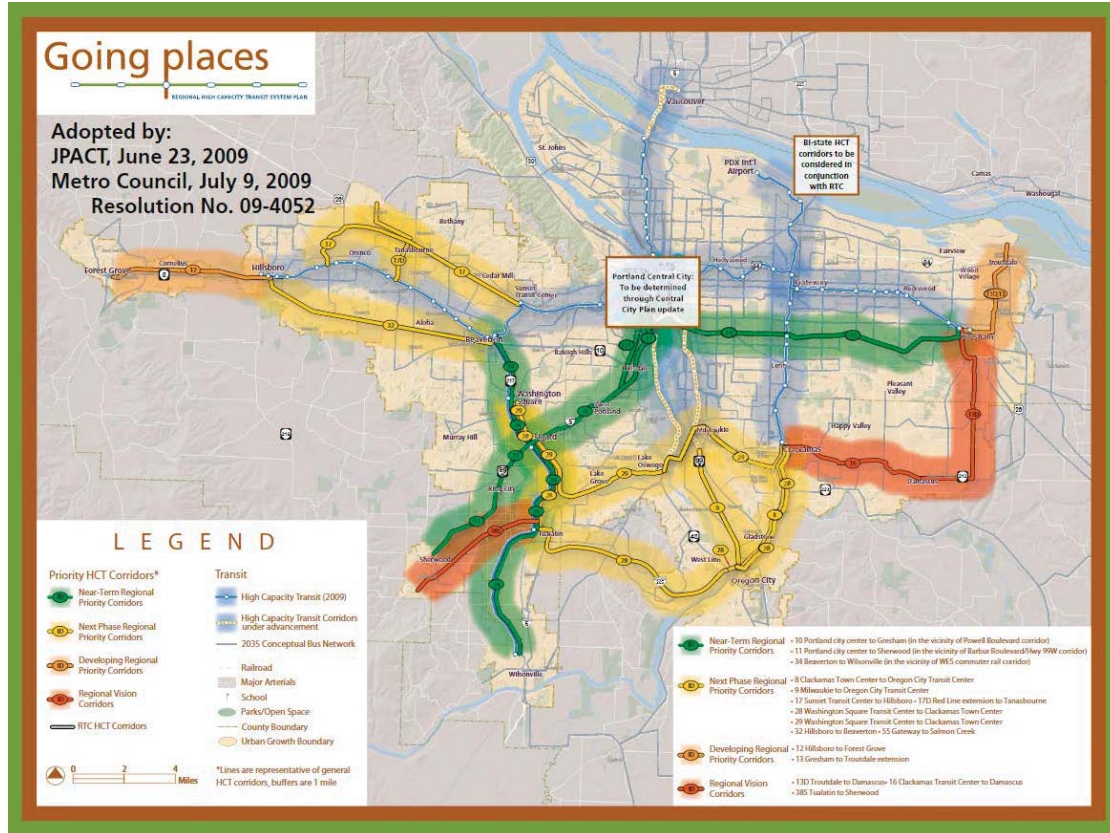 Going places
REGIONAL HIGH CAPACITY TRANSIT SYSTEM PLAN
Adopted by:
JPACT, June 23, 2009
Metro Council, July 9, 2009
Resolution No. 09-4052
Vancouver
St. Johns
PDX Int'l
Airport
Bi-state HCT
corridors to be
considered in
conjunction
with RTC
Camas
Washougal
Bethany
Fairview
Troutdale
Wood
Village
Forest Grove
Cornelius
Hillsboro
Orenco
Tanasbourne
Cedar Mill
Sunset
Transit Center
Portland Central City:
To be determined
through Central
City Plan update
Hollywood
Gateway
Rockwood
Gresham
Aloha
Beaverton
Raleigh Hills
Hillsdale
Lents
Pleasant
Valley
Washington
Square
West
Portland
Murray Hill
Tigard
Milwaukie
Happy Valley
Clackamas
Damascus
Lake
Oswego
Lake
Grove
King City
Tualatin
Sherwood
Gladstone
West Linn
Oregon City
Wilsonville
LEGEND
Priority HCT Corridors*
Near-Term Regional
Priority Corridors
Next Phase Regional
Priority Corridors
Developing Regional
Priority Corridors
Regional Vision
Corridors
RTC HCT Corridors
0 2 4
Miles
Transit
High Capacity Transit (2009)
High Capacity Transit Corridors
under advancement
2035 Conceptual Bus Network
Railroad
Major Arterials
School
Parks/Open Space
County Boundary
Urban Growth Boundary
*Lines are representative of general
HCT corridors, buffers are 1 mile
Near-Term Regional
Priority Corridors
• 10 Portland city center to Gresham (in the vicinity of Powell Boulevard corridor)
• 11 Portland city center to Sherwood (in the vicinity of Barbur Boulevard/Hwy 99W corridor)
• 34 Beaverton to Wilsonville (in the vicinity of WES commuter rail corridor)
Next Phase Regional
Priority Corridors
• 8 Clackamas Town Center to Oregon City Transit Center
• 9 Milwaukie to Oregon City Transit Center
• 17 Sunset Transit Center to Hillsboro • 17D Red Line extension to Tanasbourne
• 28 Washington Square Transit Center to Clackamas Town Center
• 29 Washington Square Transit Center to Clackamas Town Center
• 32 Hillsboro to Beaverton • 55 Gateway to Salmon Creek
Developing Regional
Priority Corridors
• 12 Hillsboro to Forest Grove
• 13 Gresham to Troutdale extension
Regional Vision
Corridors
• 13D Troutdale to Damascus • 16 Clackamas Transit Center to Damascus
• 38S Tualatin to Sherwood